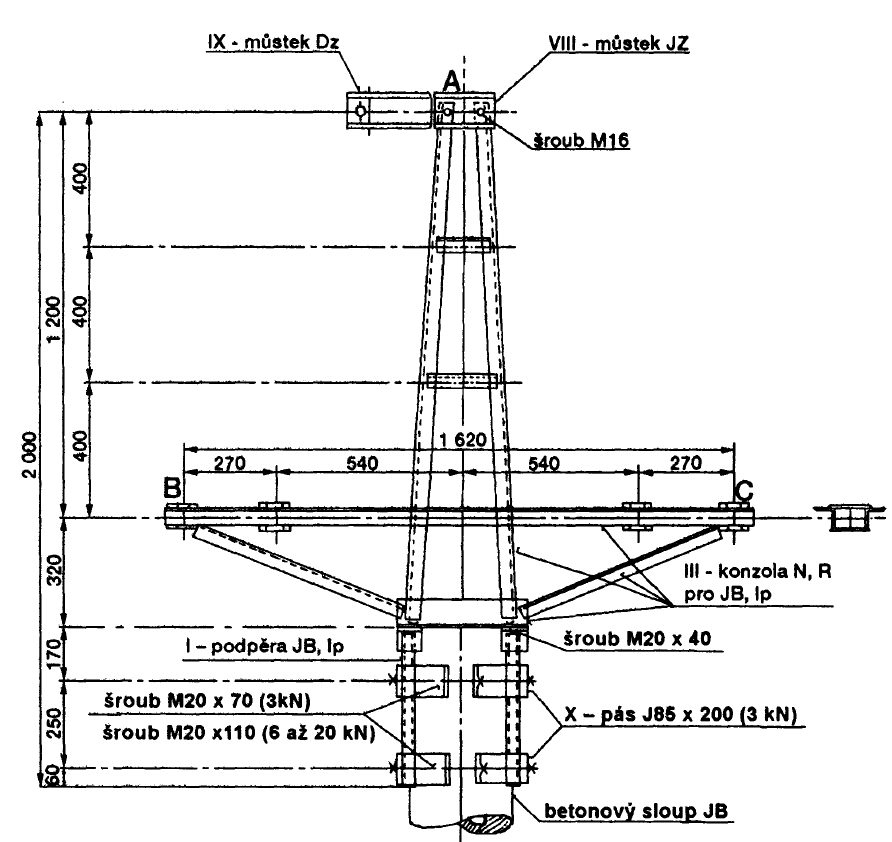 IX - můstek Dz
VIII - můstek JZ
A
šroub M16
400
400
400
1 200
2 000
1 620
270
540
540
270
B
C
320
III - konzola N, R
pro JB, Ip
šroub M20 x 40
170
I – podpěra JB, Ip
šroub M20 x 70 (3kN)
šroub M20 x110 (6 až 20 kN)
X – pás J85 x 200 (3 kN)
250
60
betonový sloup JB